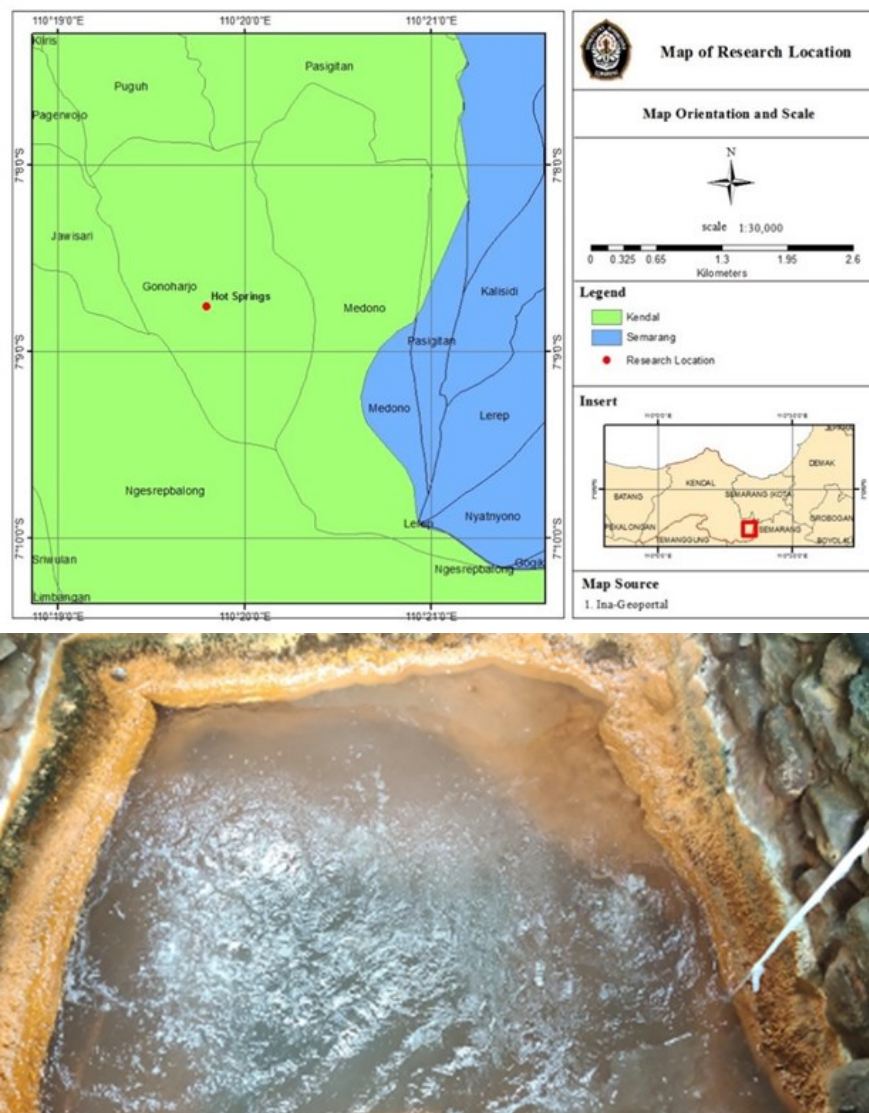 110°19'0"E
110°20'0"E
110°21'0"E
Kliris
Pasigitan
Puguh
Pagerwojo
7°8'0"S
7°8'0"S
Jawisari
Gonoharjo
Hot Springs
Medono
Kalisidi
Pasigitan
7°9'0"S
7°9'0"S
Medono
Lerep
Ngesrepbalong
Nyatnyono
Lerep
7°10'0"S
7°10'0"S
Sriwulan
Ngesrepbalong
Gogik
Limbangan
110°19'0"E
110°20'0"E
110°21'0"E
Map of Research Location
Map Orientation and Scale
N
scale 1:30,000
0 0.325 0.65 1.3 1.95 2.6
Kilometers
Legend
Kendal
Semarang
Research Location
Insert
DEMAK
KENDAL
BATANG
SEMARANG (KOTA)
GROBOGAN
PEKALONGAN
SEMARANG
TEMANGGUNG
BOYOLALI
Map Source
1. Ina-Geoportal